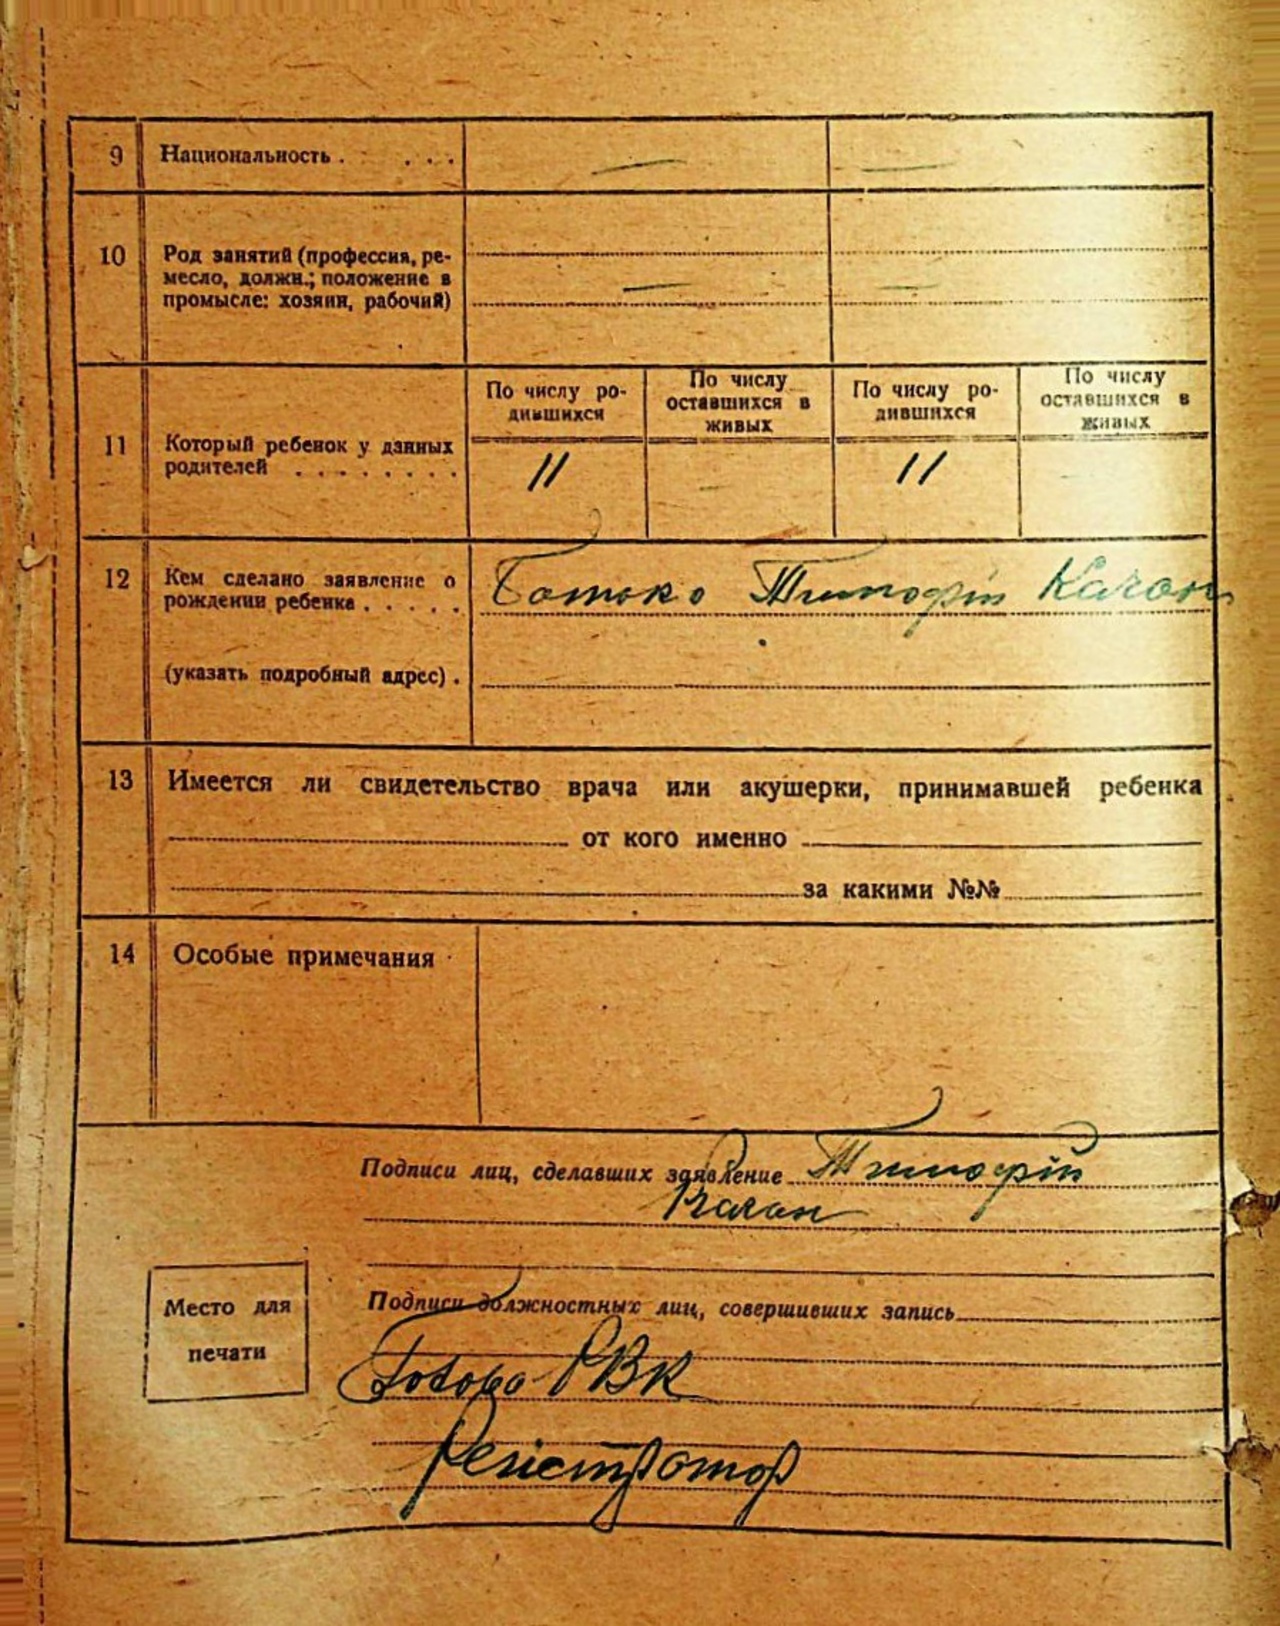 9 Национальность . . . . — —
10 Род занятий (профессия, ре-
месло, должн.; положение в
промысле: хозяин, рабочий) — —
По числу ро-
дившихся
По числу
оставшихся в
живых
По числу ро-
дившихся
По числу
оставшихся в
живых
11 Который ребенок у данных
родителей . . . . . . . . 11 — 11
12 Кем сделано заявление о
рождении ребенка . . . . . Батько Тимофій Качан
(указать подробный адрес) .
13 Имеется ли свидетельство врача или акушерки, принимавшей ребенка
от кого именно
за какими №№
14 Особые примечания
Подписи лиц, сделавших заявление Тимофій
Качан
Место для
печати
Подписи должностных лиц, совершивших запись
Голова РВК
Регістратор